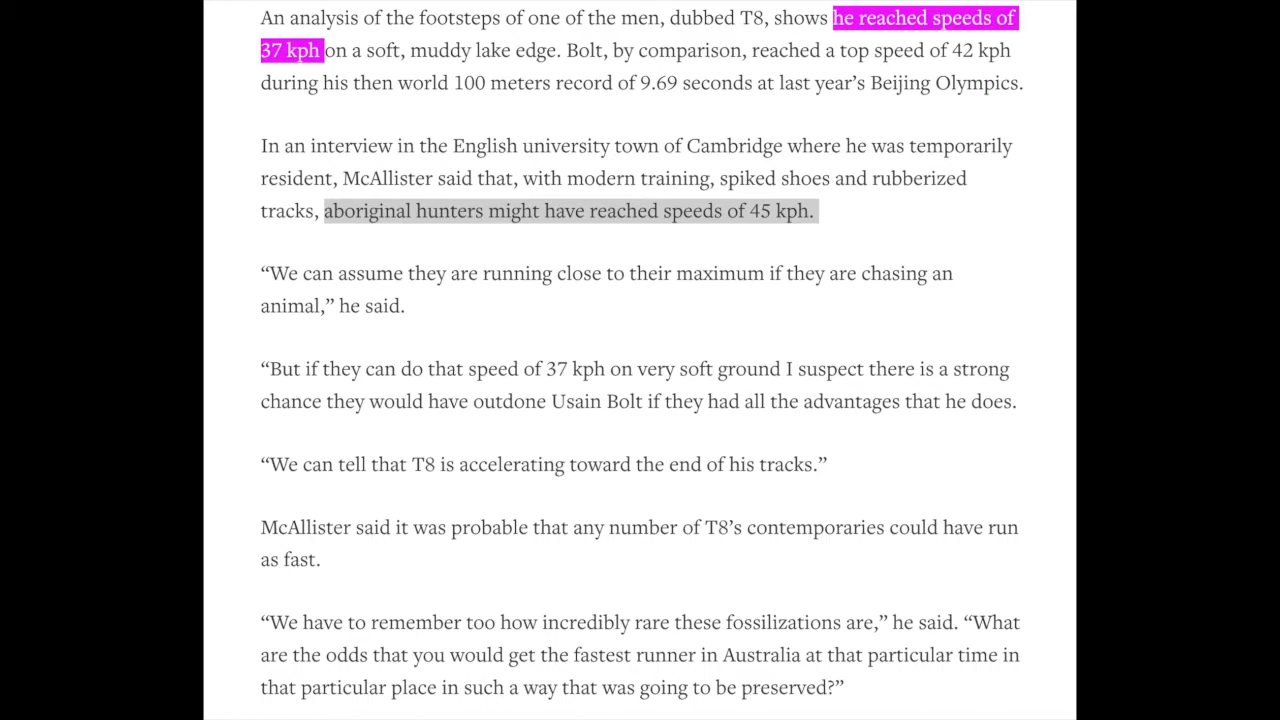 An analysis of the footsteps of one of the men, dubbed T8, shows he reached speeds of
37 kph on a soft, muddy lake edge. Bolt, by comparison, reached a top speed of 42 kph
during his then world 100 meters record of 9.69 seconds at last year’s Beijing Olympics.
In an interview in the English university town of Cambridge where he was temporarily
resident, McAllister said that, with modern training, spiked shoes and rubberized
tracks, aboriginal hunters might have reached speeds of 45 kph.
“We can assume they are running close to their maximum if they are chasing an
animal,” he said.
“But if they can do that speed of 37 kph on very soft ground I suspect there is a strong
chance they would have outdone Usain Bolt if they had all the advantages that he does.
“We can tell that T8 is accelerating toward the end of his tracks.”
McAllister said it was probable that any number of T8’s contemporaries could have run
as fast.
“We have to remember too how incredibly rare these fossilizations are,” he said. “What
are the odds that you would get the fastest runner in Australia at that particular time in
that particular place in such a way that was going to be preserved?”